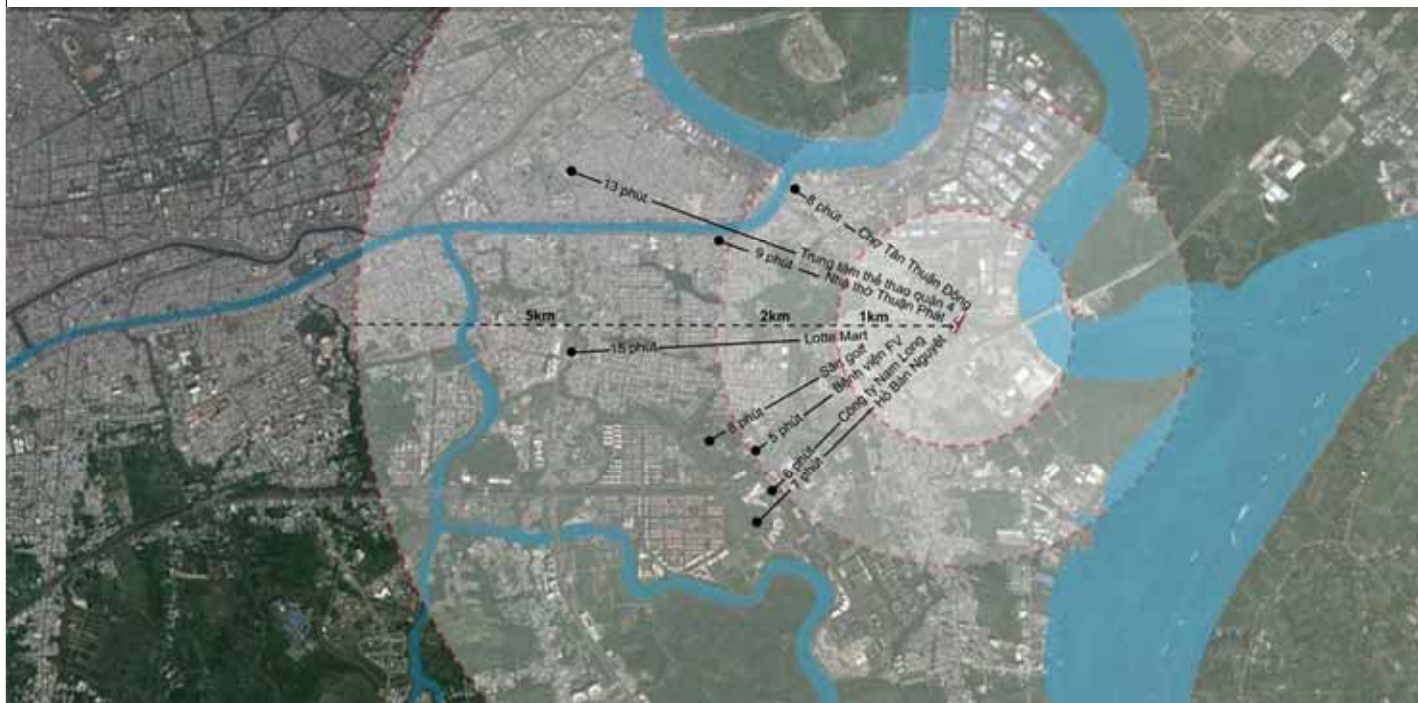 13 phút Trung tâm thể thao quận 4
8 phút Chợ Tân Thuận Đông
9 phút Nhà thờ Thuận Phát
5km 2km 1km
15 phút Lotte Mart
8 phút Sân golf
5 phút Bệnh viện FV
6 phút Công ty Nam Long
7 phút Hồ Bán Nguyệt